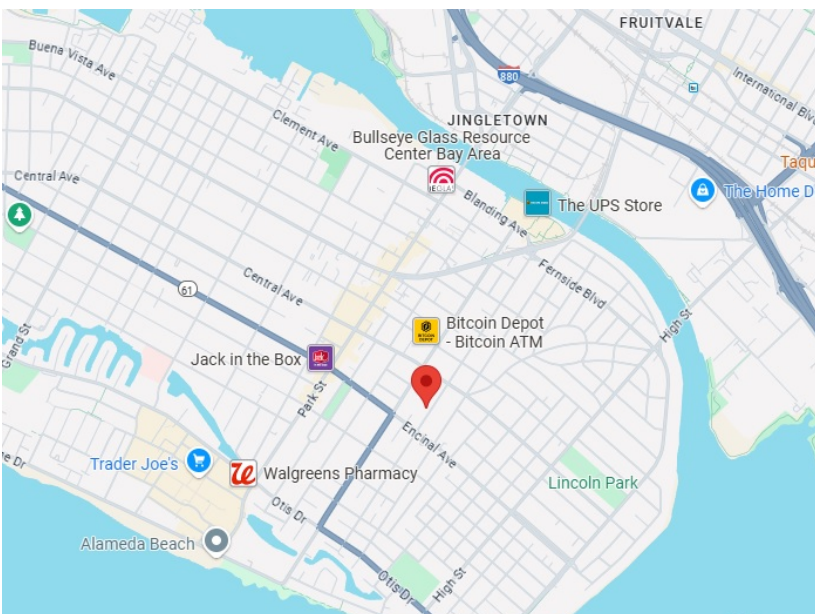 FRUITVALE
Buena Vista Ave
880
International Blv
JINGLETOWN
Clement Ave
Bullseye Glass Resource
Center Bay Area
Taqu
Central Ave
The Home D
Blanding Ave
The UPS Store
Fernside Blvd
Central Ave
61
High St
Grand St
Bitcoin Depot
- Bitcoin ATM
BITCOIN
DEPOT
Jack in the Box
Park St
Encinal Ave
Trader Joe's
Walgreens Pharmacy
Lincoln Park
e Dr
Otis Dr
Alameda Beach
Otis Dr
High St